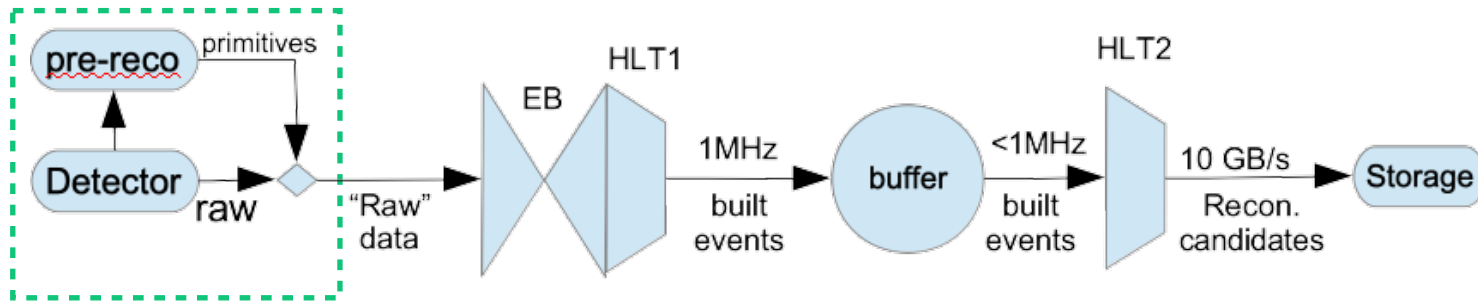 pre-reco
primitives
Detector
raw
“Raw”
data
EB
HLT1
1MHz
built
events
buffer
<1MHz
built
events
HLT2
10 GB/s
Recon.
candidates
Storage